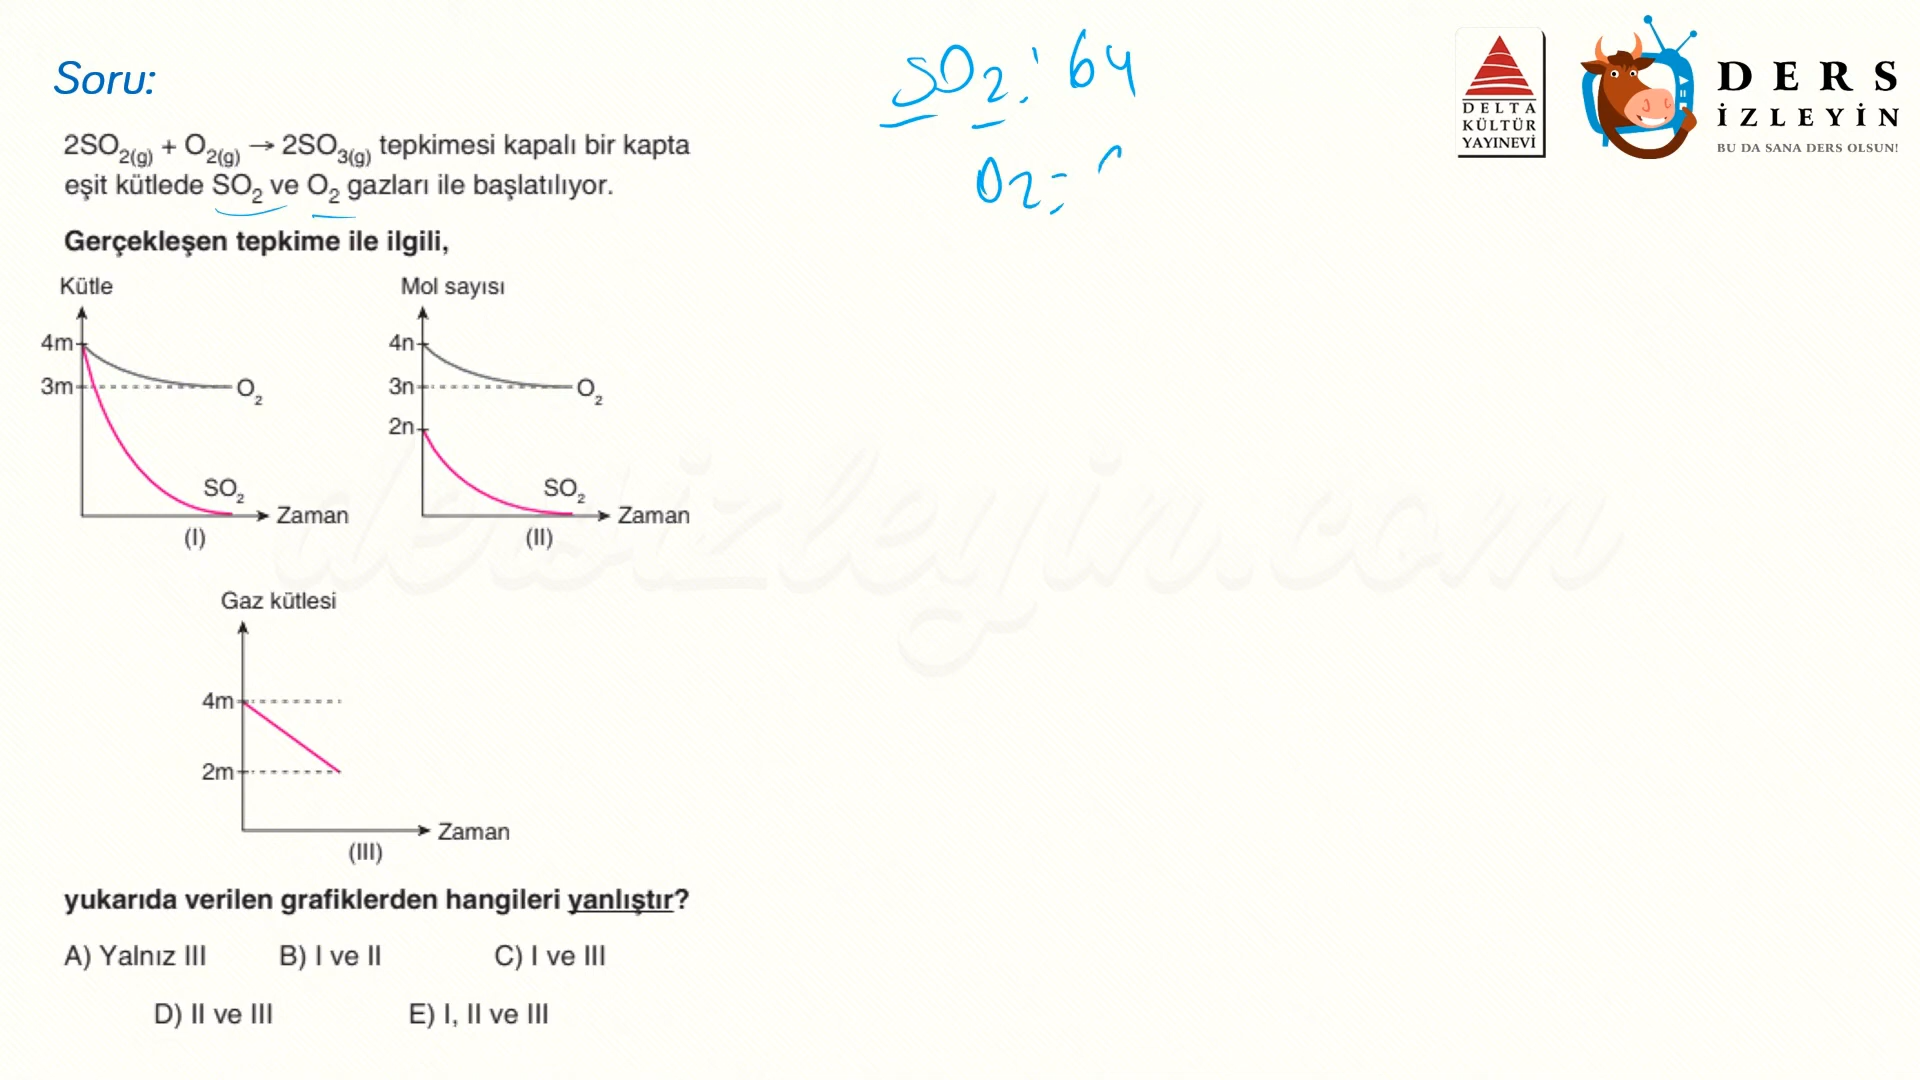 Soru:
SO₂: 64
O₂=
DELTA
KÜLTÜR
YAYINEVİ
DERS
İZLEYİN
BU DA SANA DERS OLSUN!
2SO₂(g) + O₂(g) → 2SO₃(g) tepkimesi kapalı bir kapta
eşit kütlede SO₂ ve O₂ gazları ile başlatılıyor.
Gerçekleşen tepkime ile ilgili,
Kütle
4m
3m
O₂
SO₂
Zaman
(I)
Mol sayısı
4n
3n
2n
O₂
SO₂
Zaman
(II)
dersizleyin.com
Gaz kütlesi
4m
2m
Zaman
(III)
yukarıda verilen grafiklerden hangileri yanlıştır?
A) Yalnız III B) I ve II C) I ve III
D) II ve III E) I, II ve III